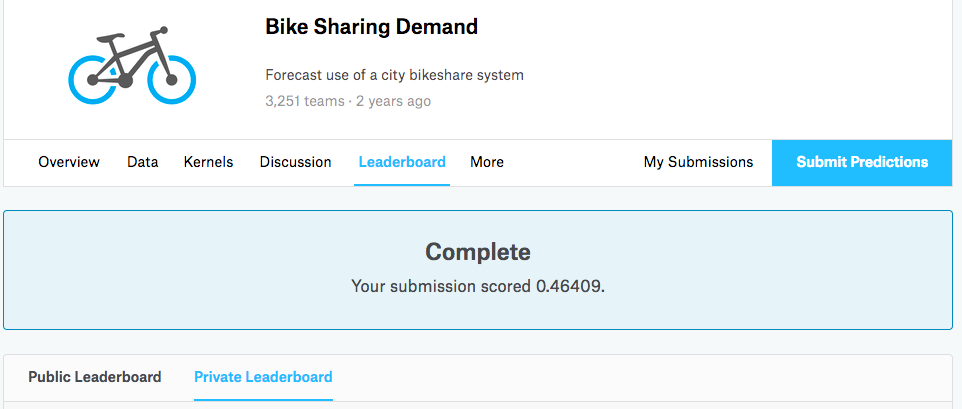 Bike Sharing Demand
Forecast use of a city bikeshare system
3,251 teams · 2 years ago
Overview Data Kernels Discussion Leaderboard More My Submissions Submit Predictions
Complete
Your submission scored 0.46409.
Public Leaderboard Private Leaderboard